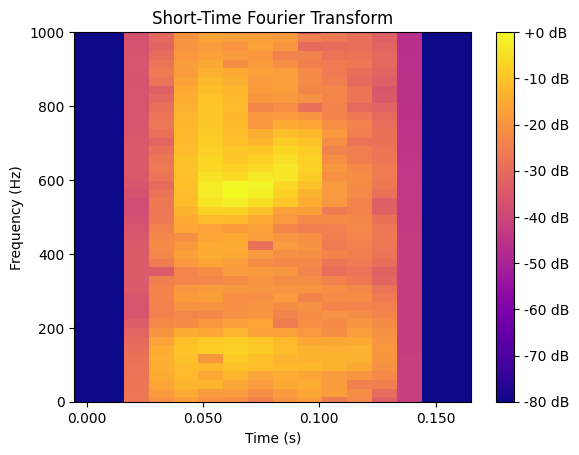 Short-Time Fourier Transform
1000
800
600
400
200
0
Frequency (Hz)
0.000
0.050
0.100
0.150
Time (s)
+0 dB
-10 dB
-20 dB
-30 dB
-40 dB
-50 dB
-60 dB
-70 dB
-80 dB